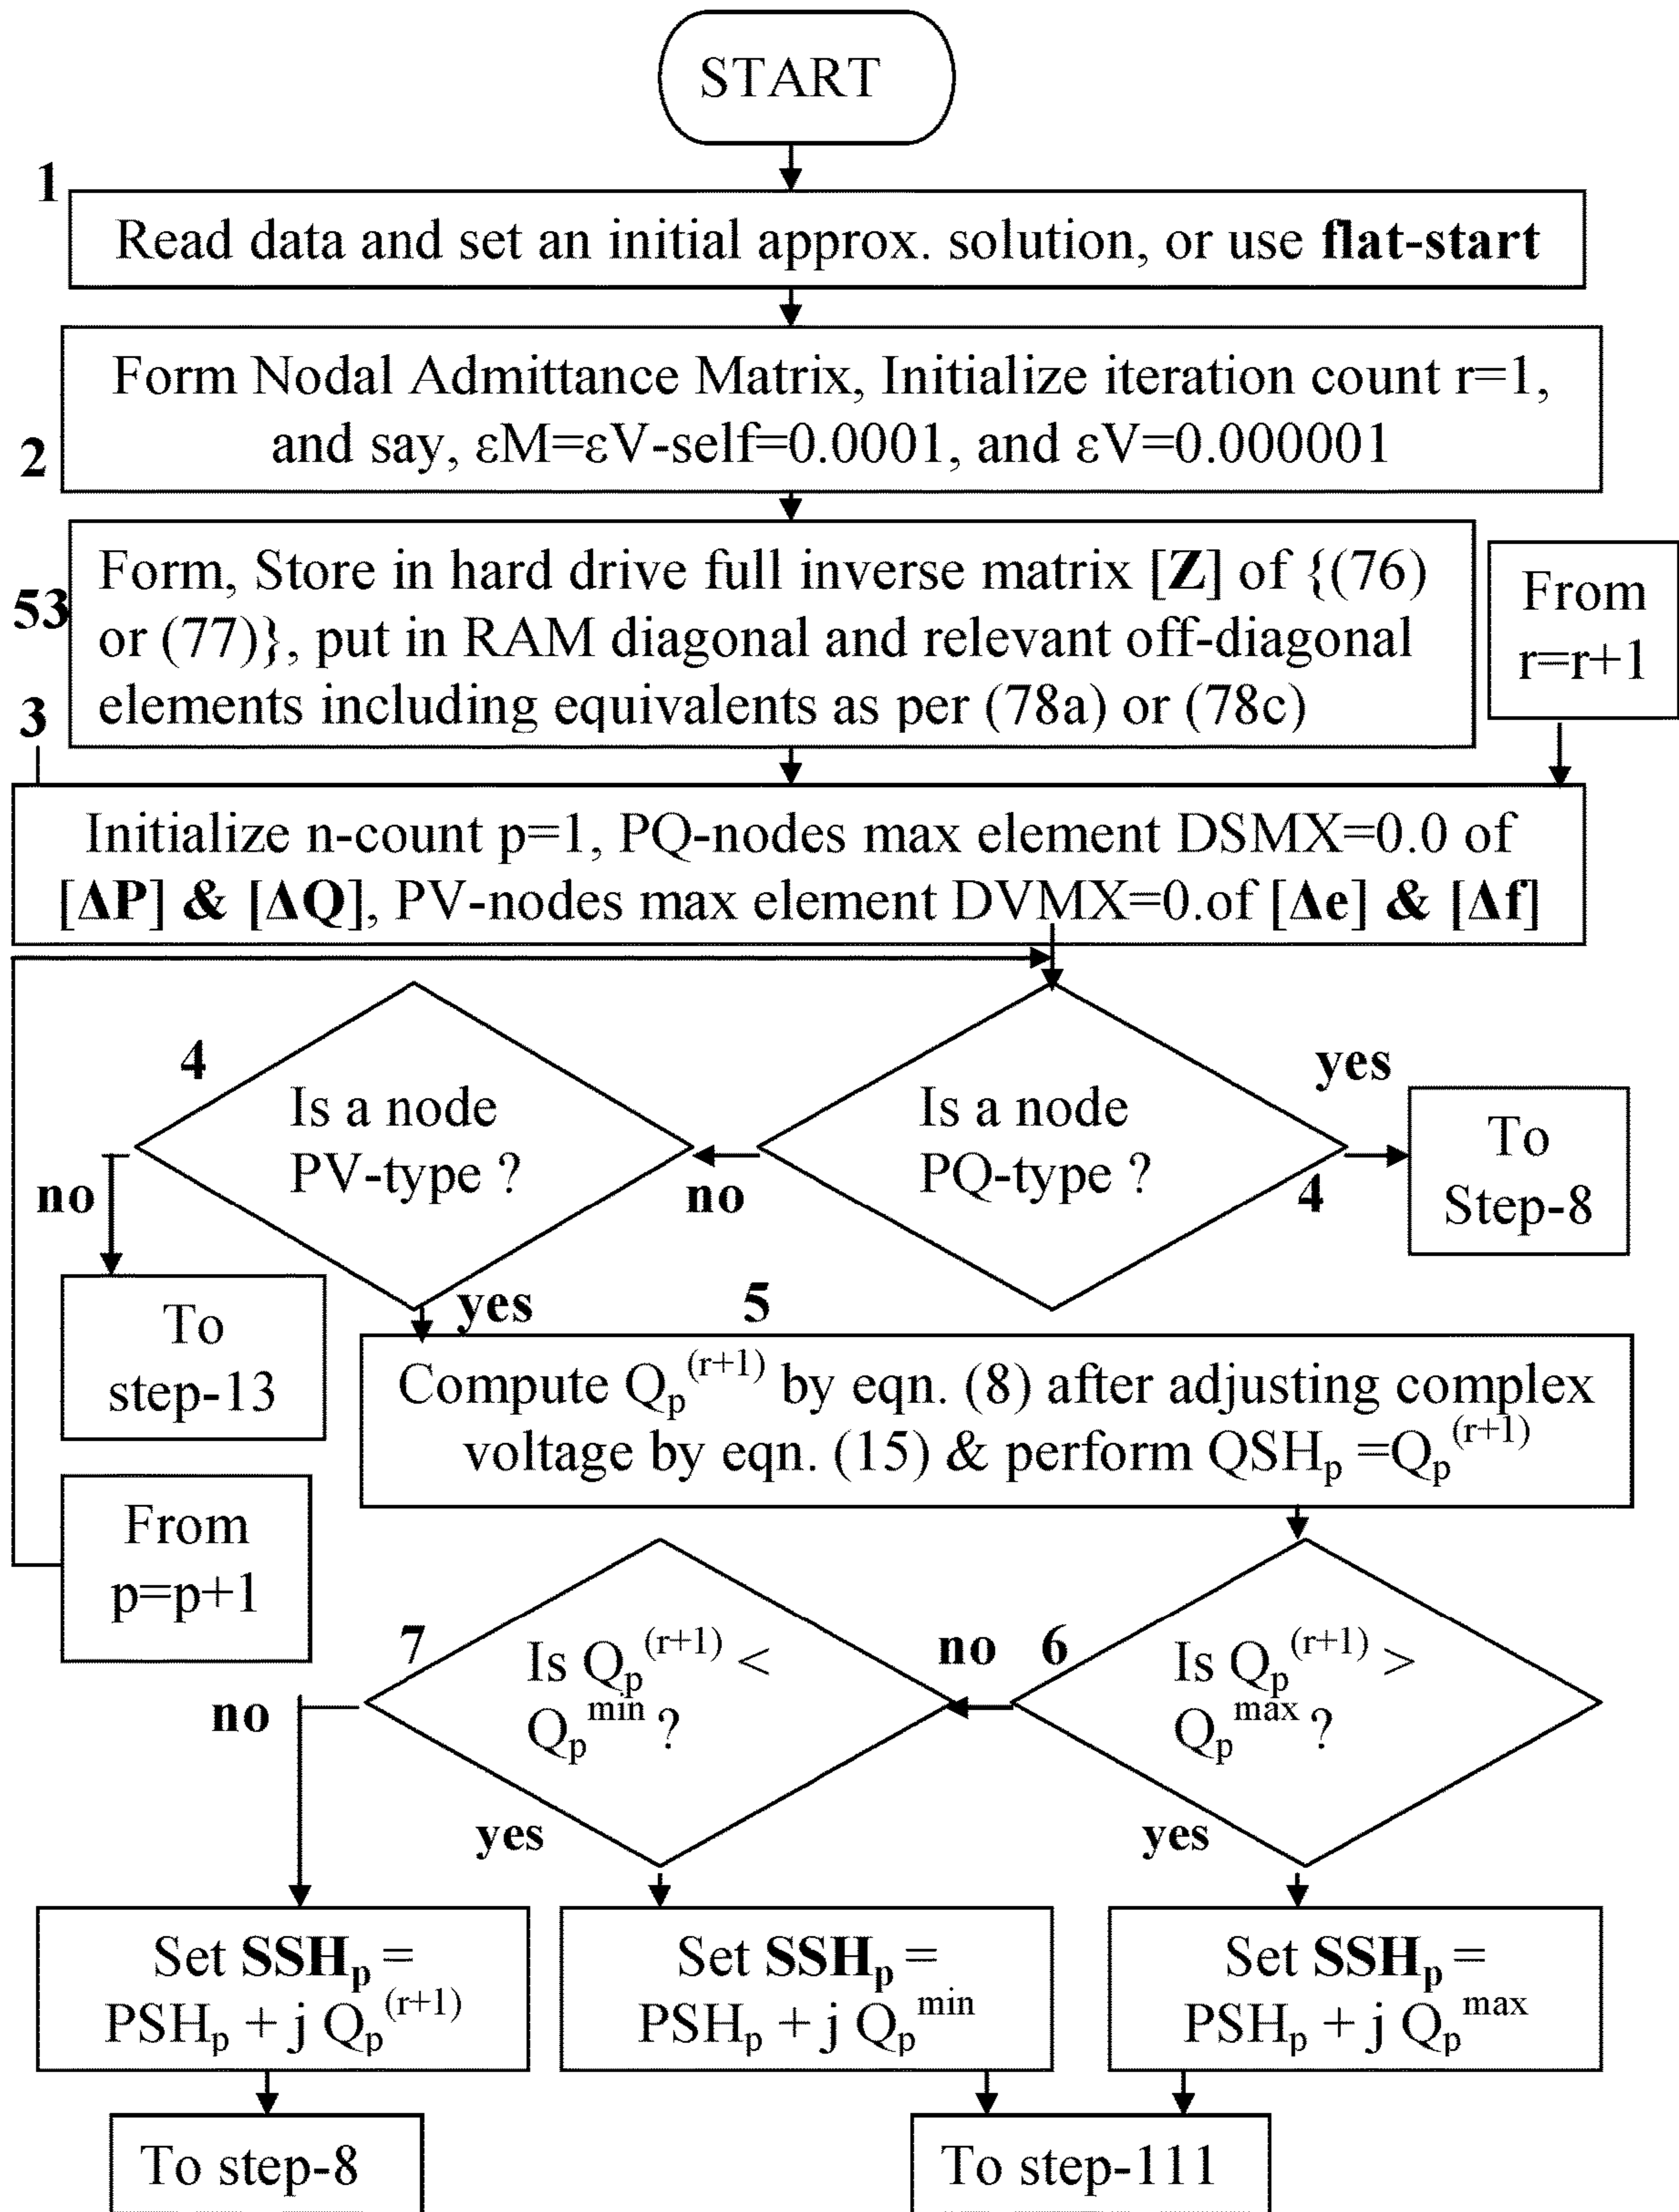 START
1
Read data and set an initial approx. solution, or use flat-start
Form Nodal Admittance Matrix, Initialize iteration count r=1,
2
and say, εM=εV-self=0.0001, and εV=0.000001
53
Form, Store in hard drive full inverse matrix [Z] of {(76)
or (77)}, put in RAM diagonal and relevant off-diagonal
elements including equivalents as per (78a) or (78c)
From
r=r+1
3
Initialize n-count p=1, PQ-nodes max element DSMX=0.0 of
[ΔP] & [ΔQ], PV-nodes max element DVMX=0.of [Δe] & [Δf]
4
Is a node
PV-type ?
no
Is a node
PQ-type ?
4
yes
To
Step-8
no
To
step-13
yes
5
Compute Qp^(r+1) by eqn. (8) after adjusting complex
voltage by eqn. (15) & perform QSHp =Qp^(r+1)
From
p=p+1
7
Is Qp^(r+1) <
Qp^min ?
no
6
Is Qp^(r+1) >
Qp^max ?
no
yes
yes
Set SSHp =
PSHp + j Qp^(r+1)
Set SSHp =
PSHp + j Qp^min
Set SSHp =
PSHp + j Qp^max
To step-8
To step-111